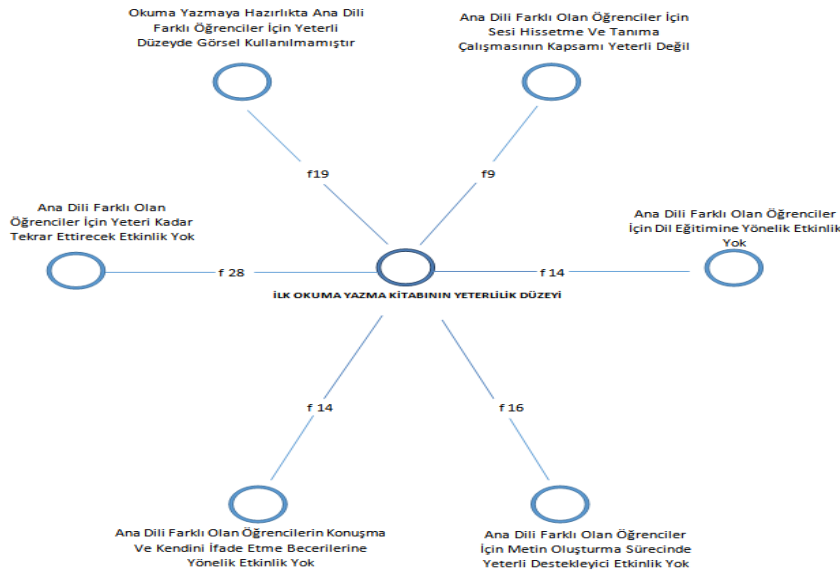 Okuma Yazmaya Hazırlıkta Ana Dili
Farklı Öğrenciler İçin Yeterli
Düzeyde Görsel Kullanılmamıştır
Ana Dili Farklı Olan Öğrenciler İçin
Sesi Hissetme Ve Tanıma
Çalışmasının Kapsamı Yeterli Değil
f19
f9
Ana Dili Farklı Olan
Öğrenciler İçin Yeteri Kadar
Tekrar Ettirecek Etkinlik Yok
Ana Dili Farklı Olan Öğrenciler
İçin Dil Eğitimine Yönelik Etkinlik
Yok
f 28
f 14
İLK OKUMA YAZMA KİTABININ YETERLİLİK DÜZEYİ
f 14
f 16
Ana Dili Farklı Olan Öğrencilerin Konuşma
Ve Kendini İfade Etme Becerilerine
Yönelik Etkinlik Yok
Ana Dili Farklı Olan Öğrenciler
İçin Metin Oluşturma Sürecinde
Yeterli Destekleyici Etkinlik Yok